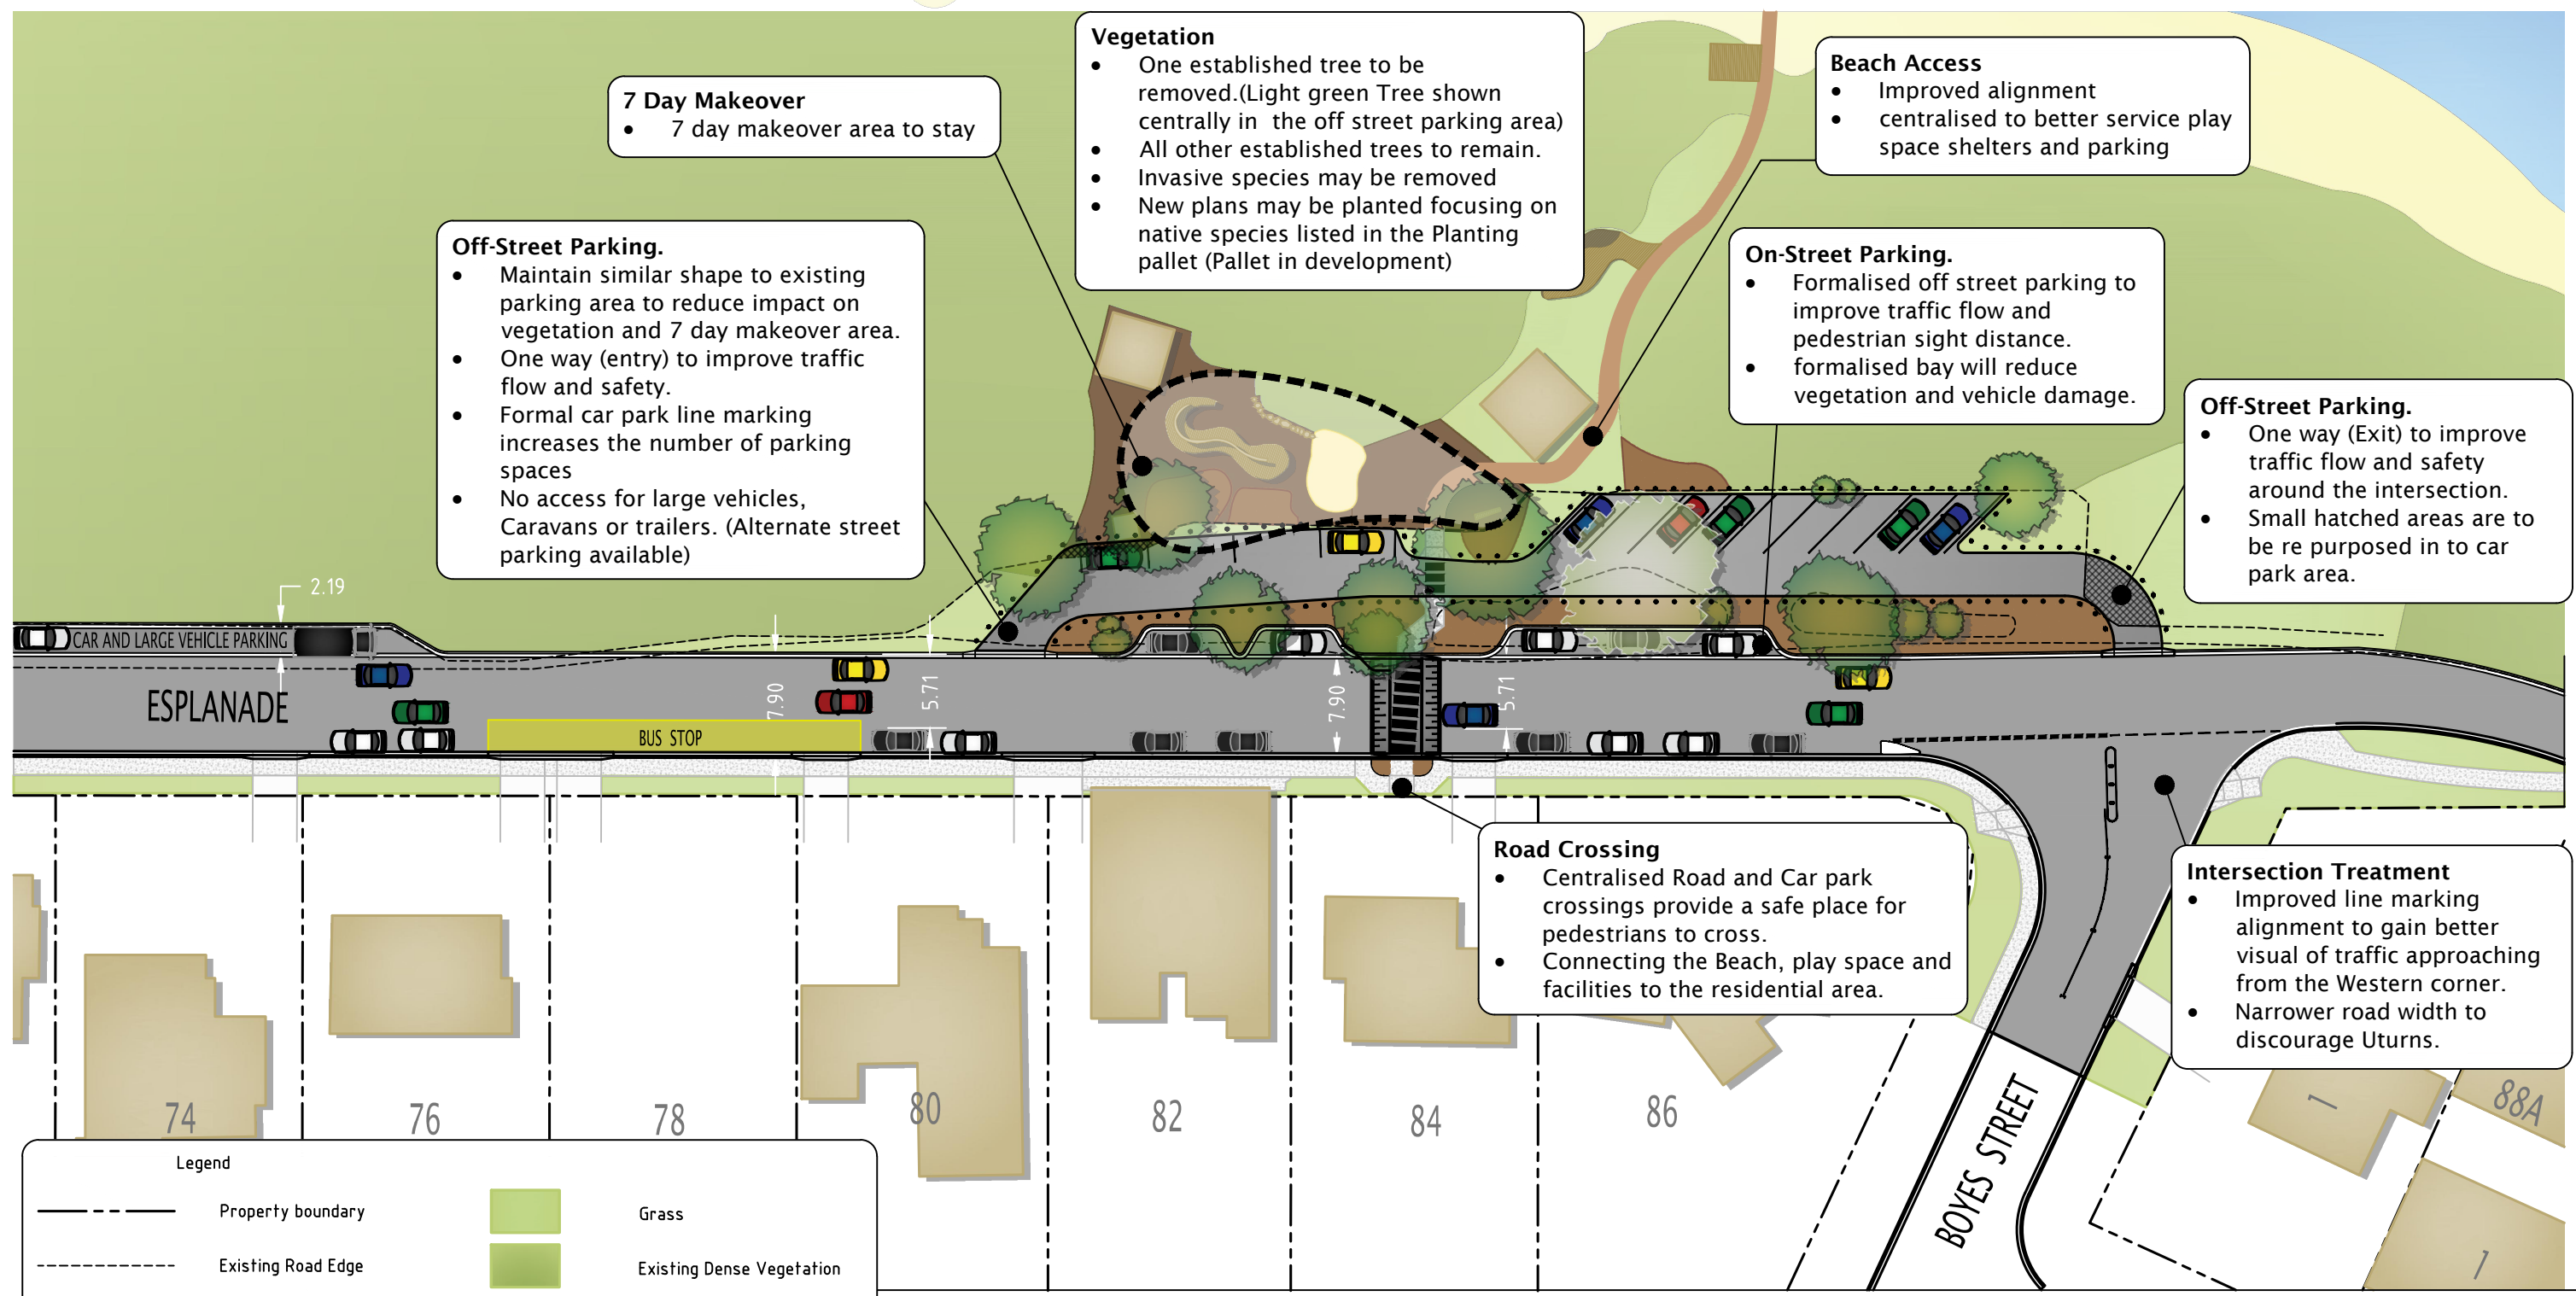 Vegetation
• One established tree to be
removed.(Light green Tree shown
centrally in the off street parking area)
• All other established trees to remain.
• Invasive species may be removed
• New plans may be planted focusing on
native species listed in the Planting
pallet (Pallet in development)
Beach Access
• Improved alignment
• centralised to better service play
space shelters and parking
7 Day Makeover
• 7 day makeover area to stay
Off-Street Parking.
• Maintain similar shape to existing
parking area to reduce impact on
vegetation and 7 day makeover area.
• One way (entry) to improve traffic
flow and safety.
• Formal car park line marking
increases the number of parking
spaces
• No access for large vehicles,
Caravans or trailers. (Alternate street
parking available)
On-Street Parking.
• Formalised off street parking to
improve traffic flow and
pedestrian sight distance.
• formalised bay will reduce
vegetation and vehicle damage.
Off-Street Parking.
• One way (Exit) to improve
traffic flow and safety
around the intersection.
• Small hatched areas are to
be re purposed in to car
park area.
2.19
CAR AND LARGE VEHICLE PARKING
ESPLANADE
7.90
5.71
7.90
5.71
BUS STOP
Road Crossing
• Centralised Road and Car park
crossings provide a safe place for
pedestrians to cross.
• Connecting the Beach, play space and
facilities to the residential area.
Intersection Treatment
• Improved line marking
alignment to gain better
visual of traffic approaching
from the Western corner.
• Narrower road width to
discourage Uturns.
74
76
78
80
82
84
86
1
88A
1
BOYES STREET
Legend
Property boundary
Grass
Existing Road Edge
Existing Dense Vegetation